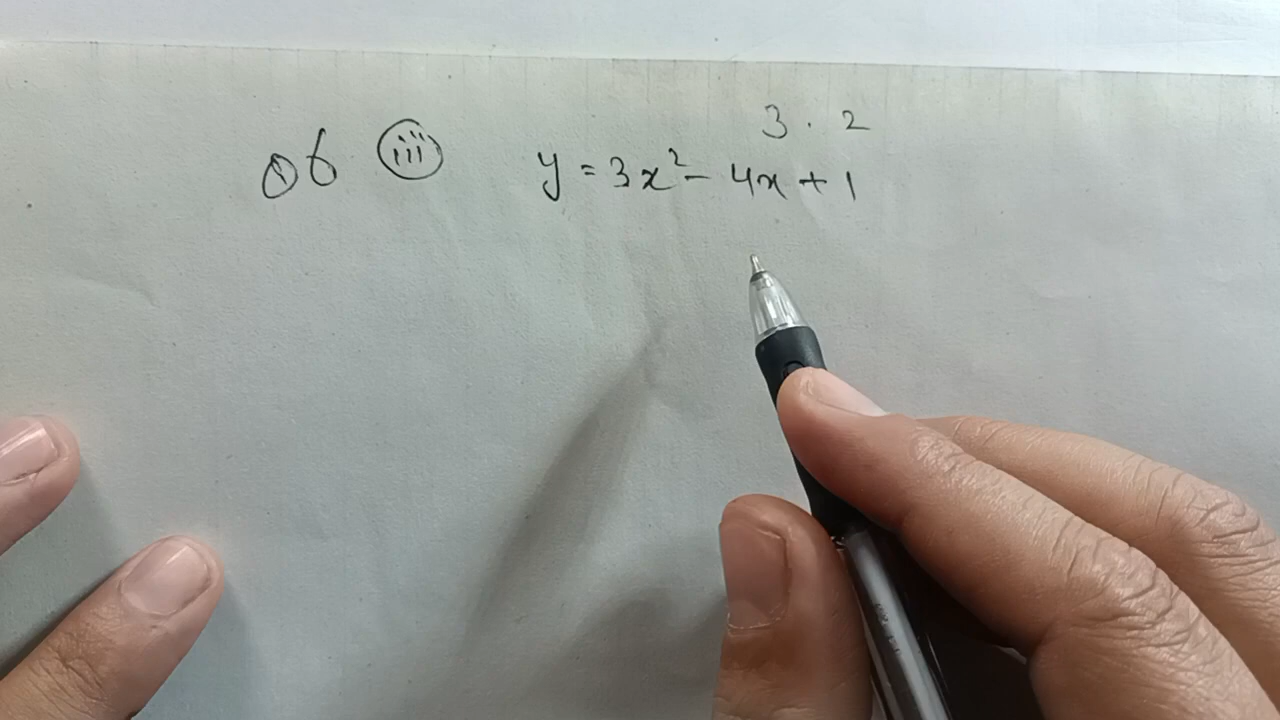 3 . 2
Q6 (iii) y = 3x² - 4x + 1